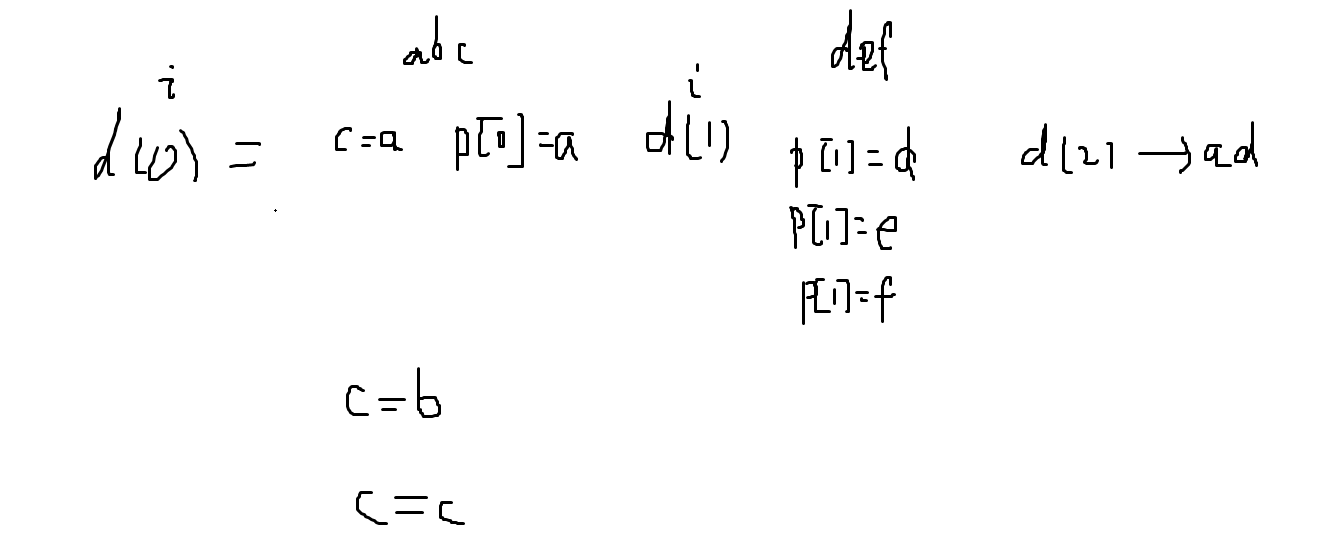 abc def
i i
d(0) = c=a p[0]=a d(1) p[1]=d d(2) → ad
p[1]=e
p[1]=f
c=b
c=c